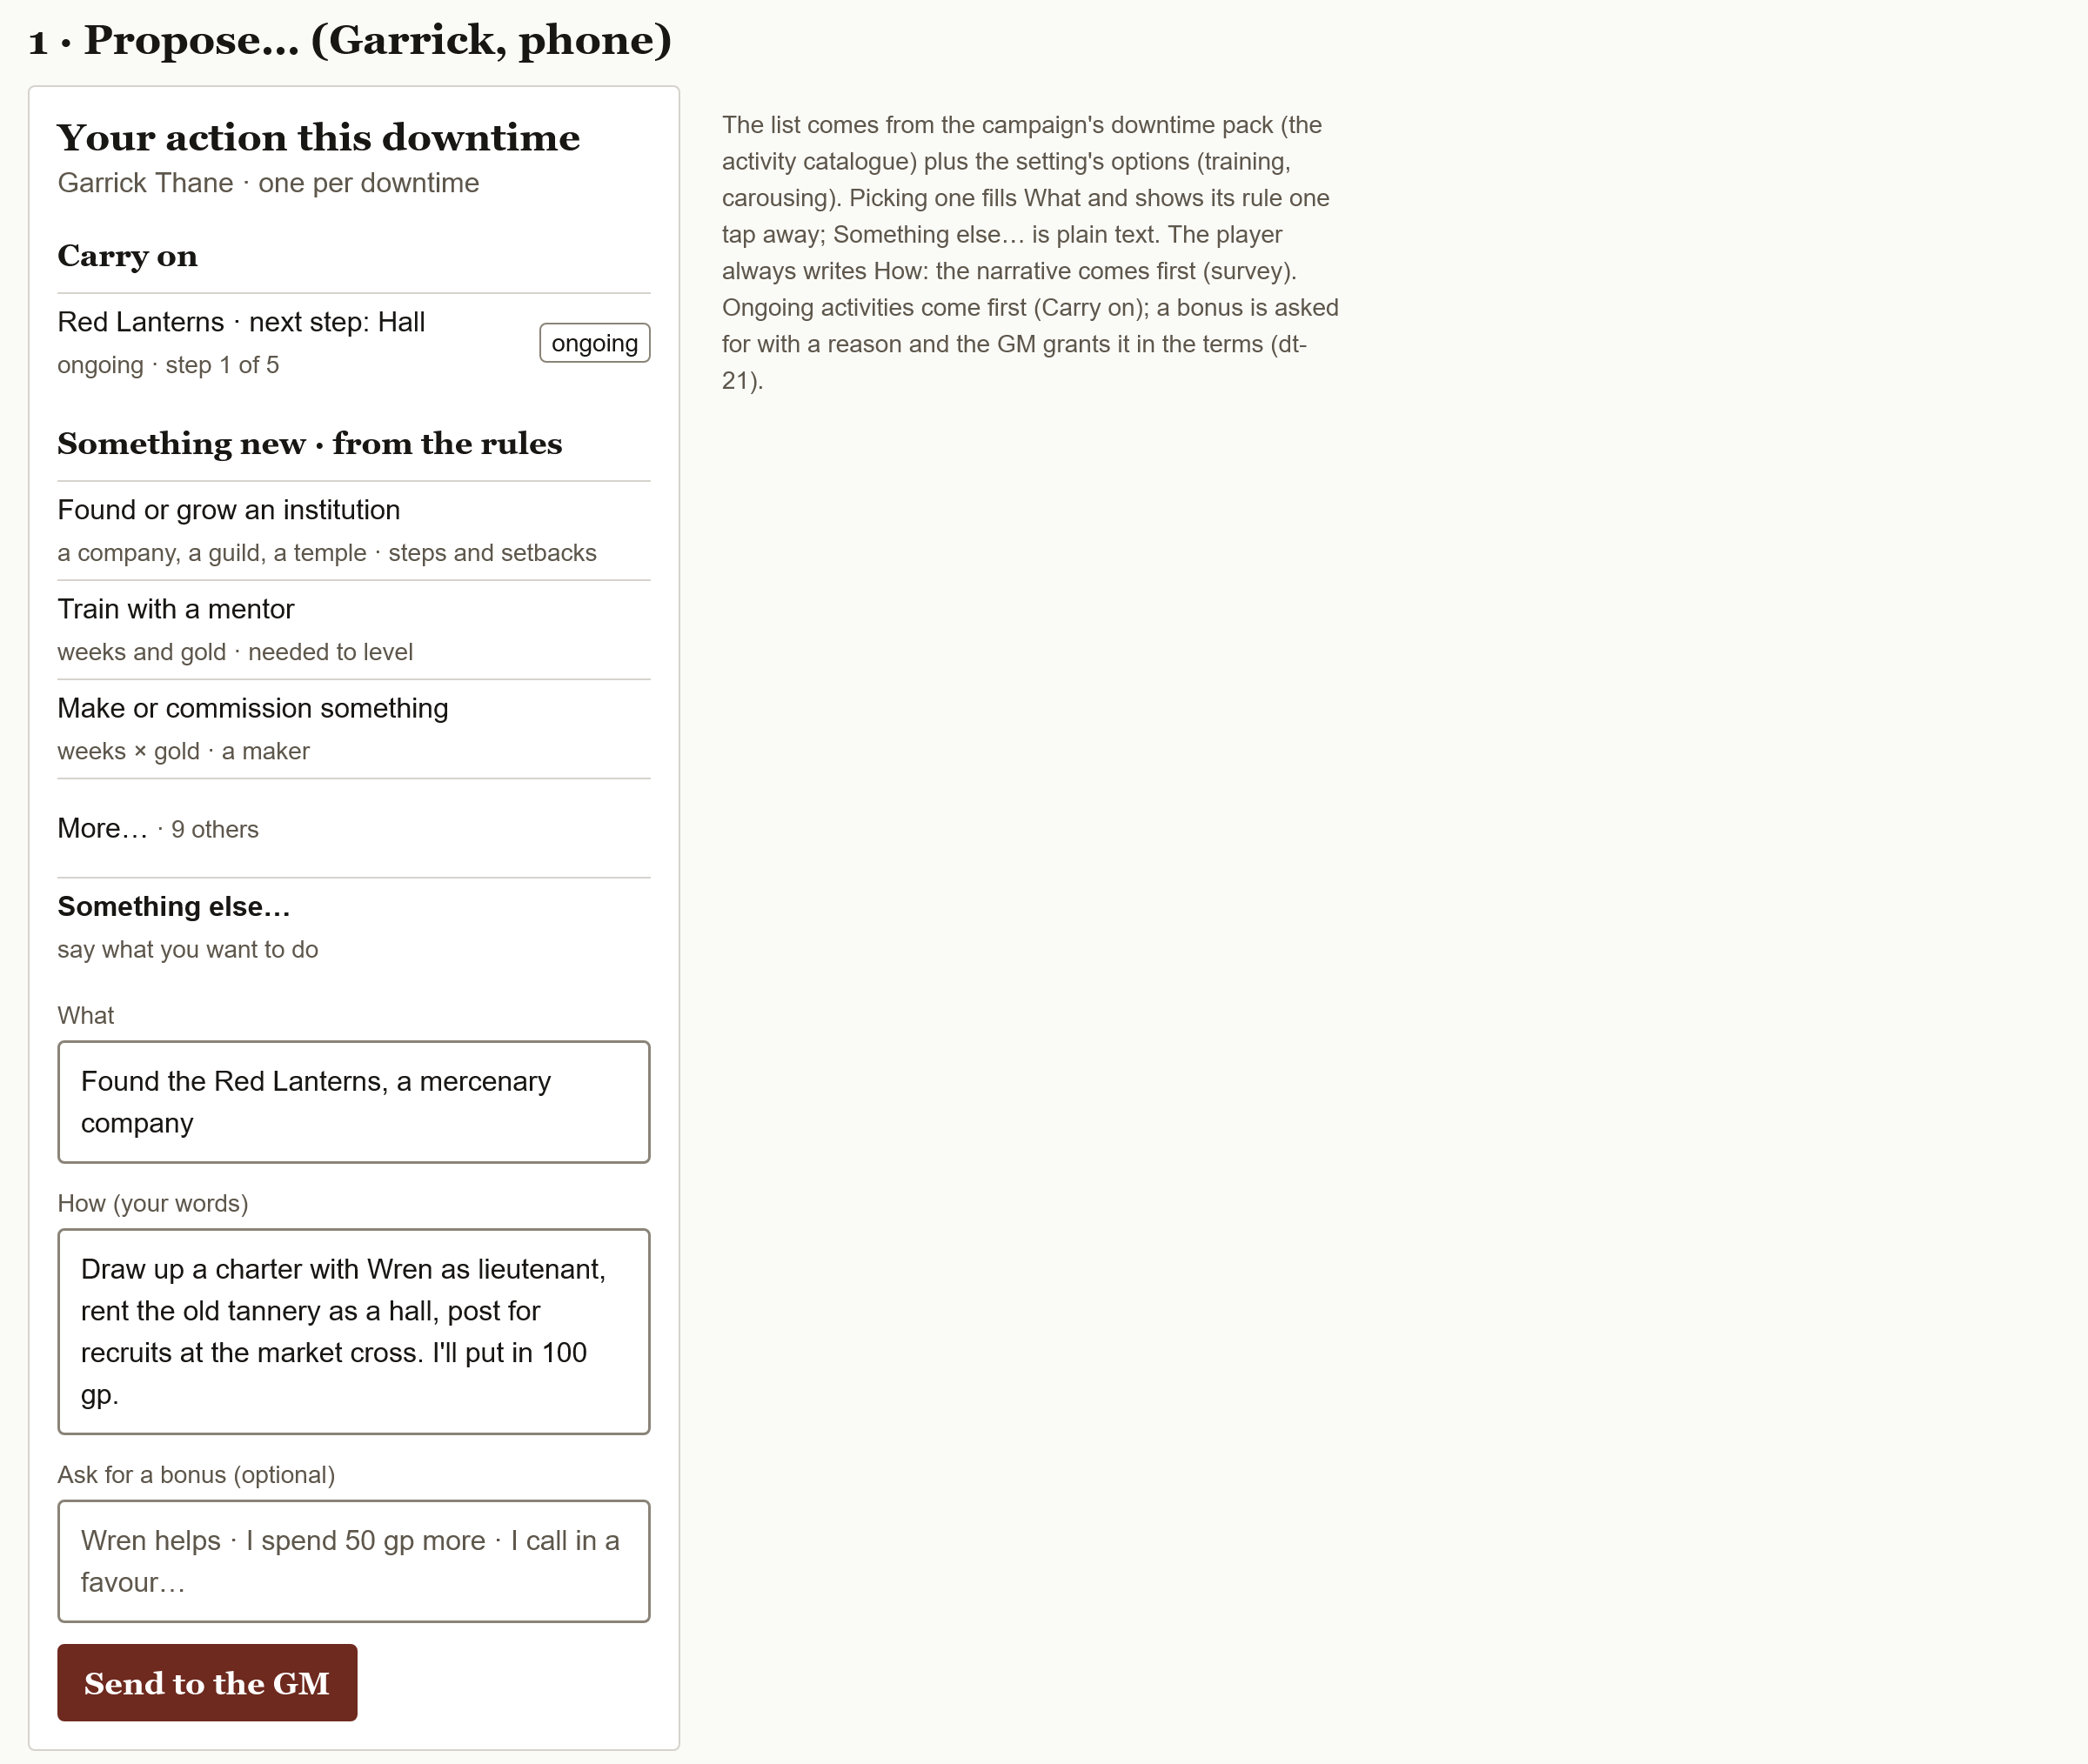 1 · Propose… (Garrick, phone)
Your action this downtime
Garrick Thane · one per downtime
Carry on
Red Lanterns · next step: Hall
ongoing · step 1 of 5
ongoing
Something new · from the rules
Found or grow an institution
a company, a guild, a temple · steps and setbacks
Train with a mentor
weeks and gold · needed to level
Make or commission something
weeks × gold · a maker
More… · 9 others
Something else…
say what you want to do
What
Found the Red Lanterns, a mercenary
company
How (your words)
Draw up a charter with Wren as lieutenant,
rent the old tannery as a hall, post for
recruits at the market cross. I'll put in 100
gp.
Ask for a bonus (optional)
Wren helps · I spend 50 gp more · I call in a
favour…
Send to the GM
The list comes from the campaign's downtime pack (the
activity catalogue) plus the setting's options (training,
carousing). Picking one fills What and shows its rule one
tap away; Something else… is plain text. The player
always writes How: the narrative comes first (survey).
Ongoing activities come first (Carry on); a bonus is asked
for with a reason and the GM grants it in the terms (dt-
21).